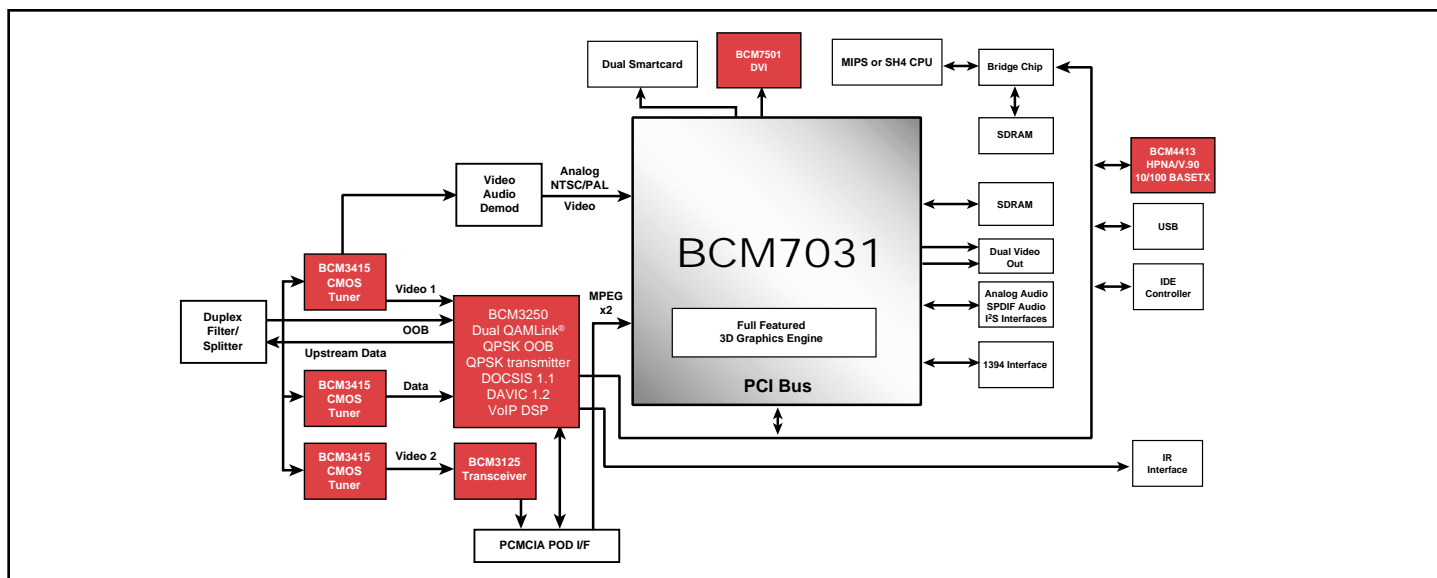 Dual Smartcard
BCM7501
DVI
MIPS or SH4 CPU
Bridge Chip
SDRAM
BCM4413
HPNA/V.90
10/100 BASETX
Video
Audio
Demod
Analog
NTSC/PAL
Video
SDRAM
USB
BCM7031
Dual Video
Out
BCM3415
CMOS
Tuner
Video 1
IDE
Controller
MPEG
x2
Analog Audio
SPDIF Audio
I²S Interfaces
Duplex
Filter/
Splitter
OOB
Upstream Data
BCM3250
Dual QAMLink®
QPSK OOB
QPSK transmitter
DOCSIS 1.1
DAVIC 1.2
VoIP DSP
Full Featured
3D Graphics Engine
1394 Interface
BCM3415
CMOS
Tuner
Data
PCI Bus
BCM3415
CMOS
Tuner
Video 2
BCM3125
Transceiver
IR
Interface
PCMCIA POD I/F